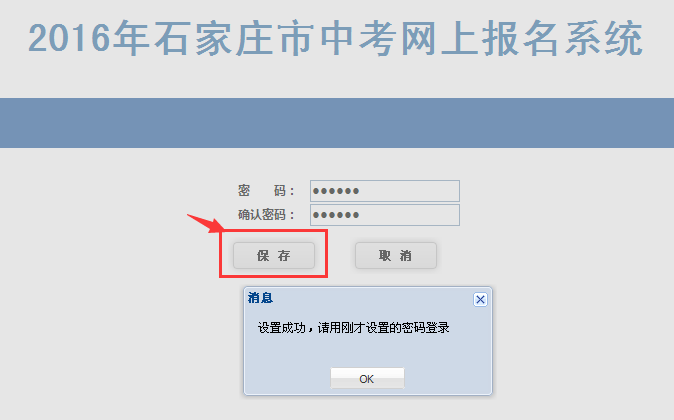 2016年石家庄市中考网上报名系统
密 码： ●●●●●●
确认密码： ●●●●●●
保 存 取 消
消息
设置成功，请用刚才设置的密码登录
OK